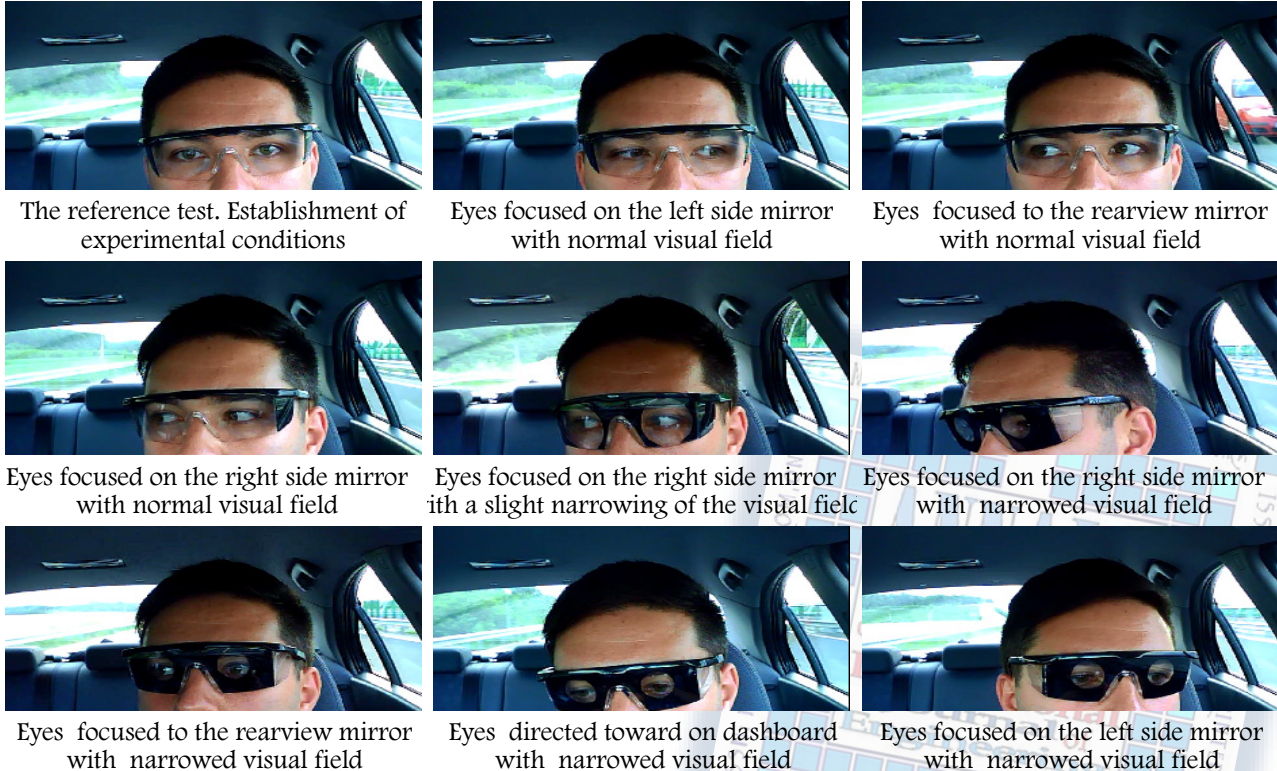 The reference test. Establishment of
experimental conditions
Eyes focused on the left side mirror
with normal visual field
Eyes focused to the rearview mirror
with normal visual field
Eyes focused on the right side mirror
with normal visual field
Eyes focused on the right side mirror
ith a slight narrowing of the visual field
Eyes focused on the right side mirror
with narrowed visual field
Eyes focused to the rearview mirror
with narrowed visual field
Eyes directed toward on dashboard
with narrowed visual field
Eyes focused on the left side mirror
with narrowed visual field
Engineering